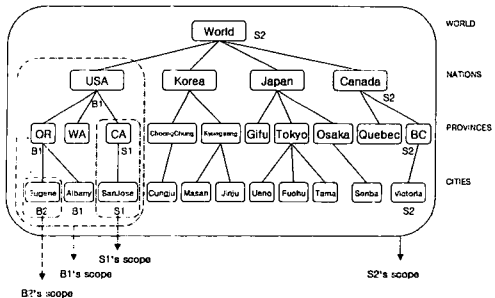 World
S2
WORLD
USA
Korea
Japan
Canada
NATIONS
B1
S2
OR
WA
CA
ChoongChung
Gifu
Tokyo
Osaka
Quebec
BC
PROVINCES
B1
S1
S2
Eugene
Albany
SanJose
Cungju
Masan
Jinju
Ueno
Tama
Victoria
CITIES
B2
B1
S1
S2
S1's scope
B1's scope
S2's scope
B2's scope